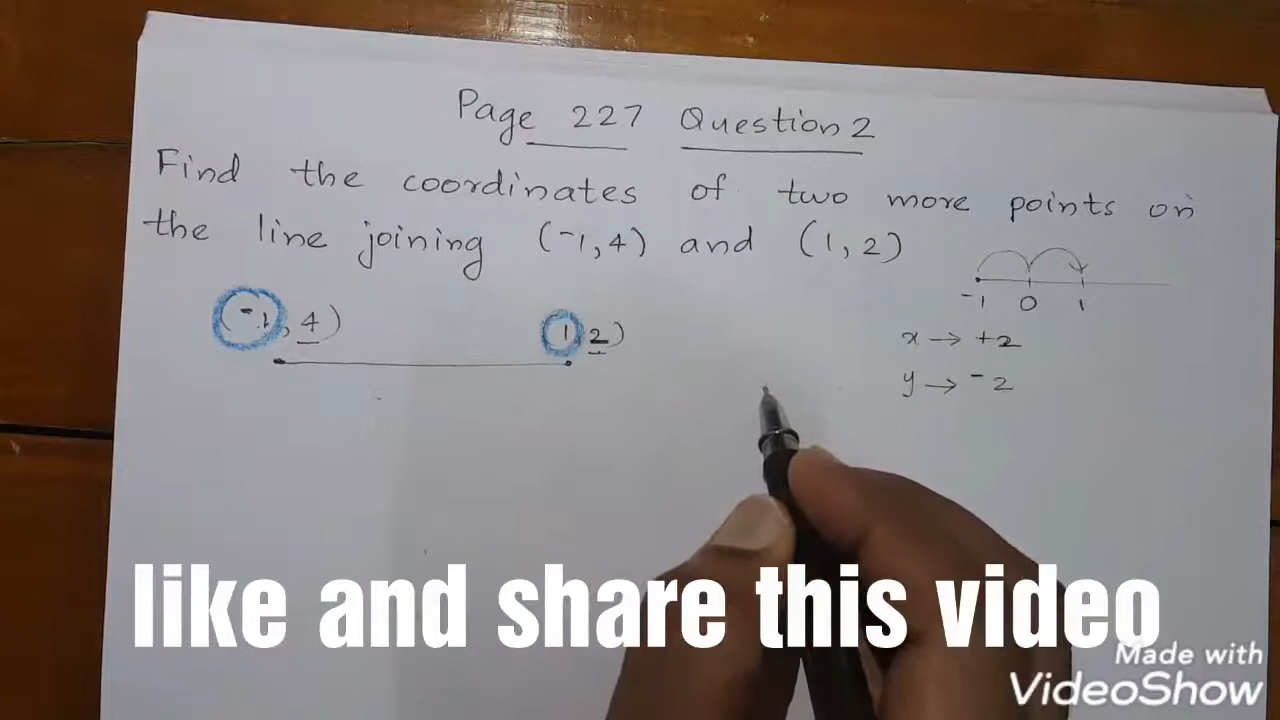 Page 227 Question 2
Find the coordinates of two more points on
the line joining (⁻1, 4) and (1, 2)
⁻1 0 1
(⁻1, 4) 1, 2)
x → +2
y → ⁻2
like and share this video
Made with
VideoShow